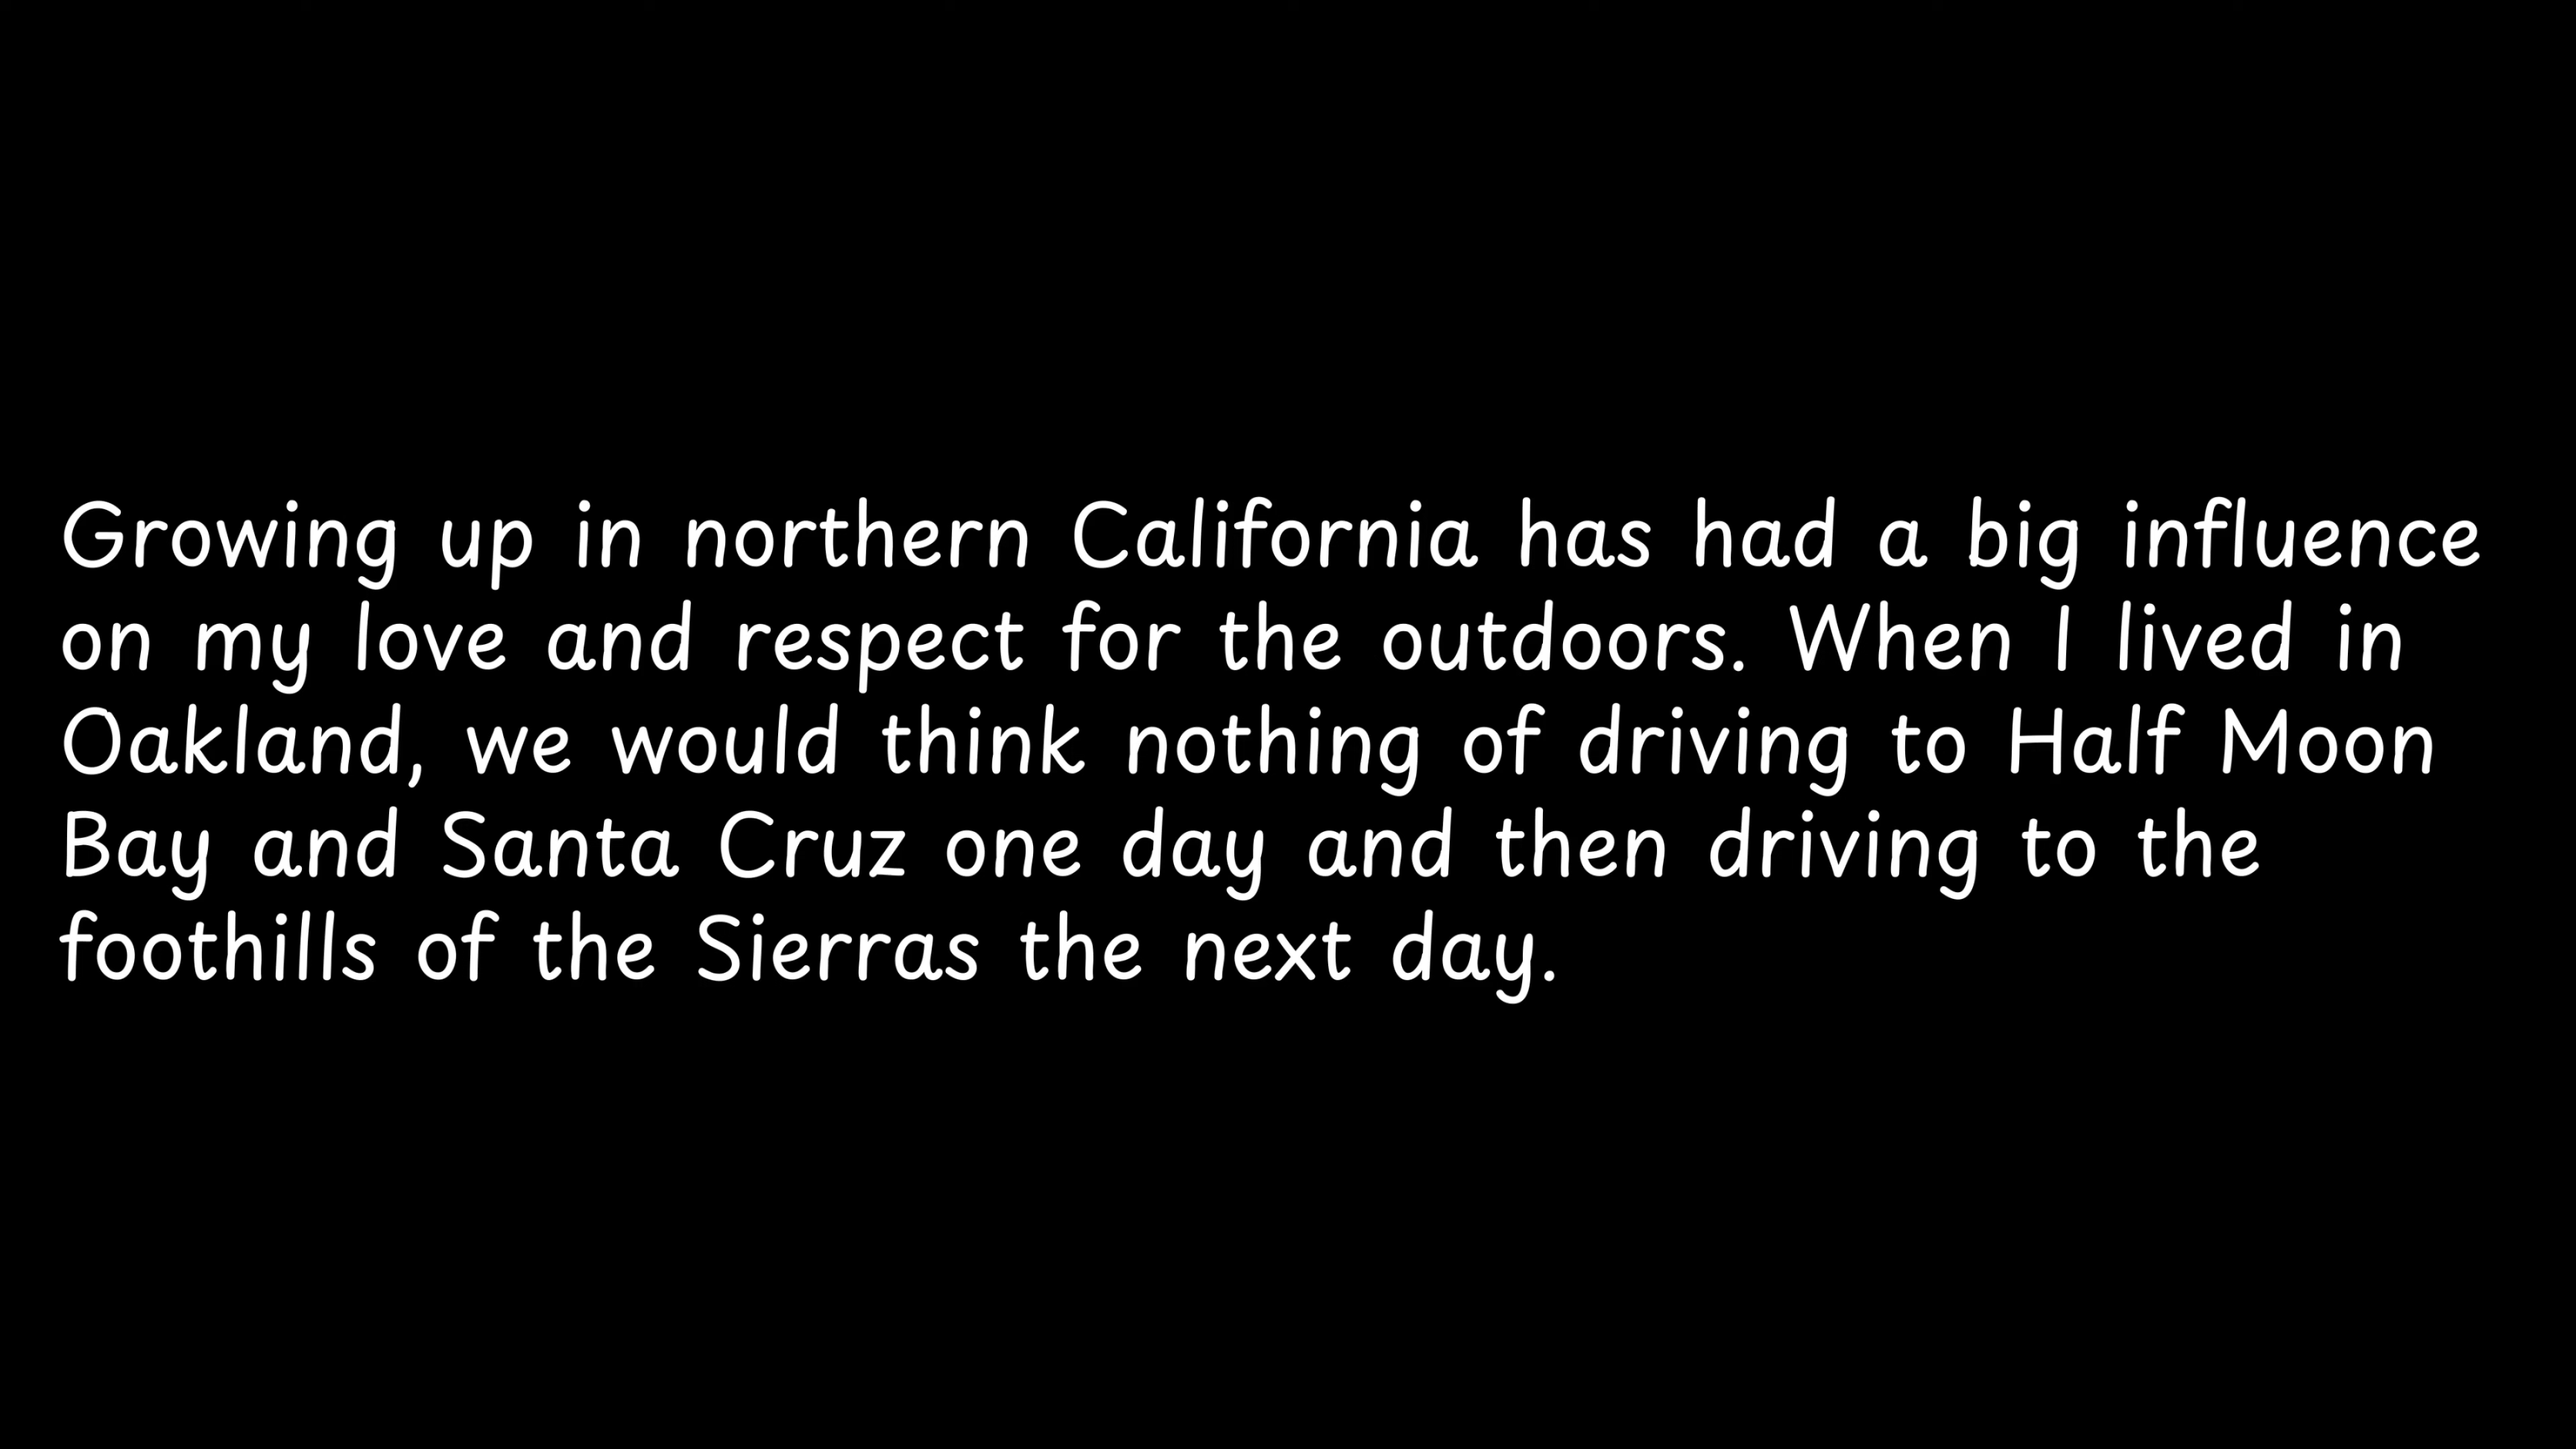 Growing up in northern California has had a big influence
on my love and respect for the outdoors. When I lived in
Oakland, we would think nothing of driving to Half Moon
Bay and Santa Cruz one day and then driving to the
foothills of the Sierras the next day.